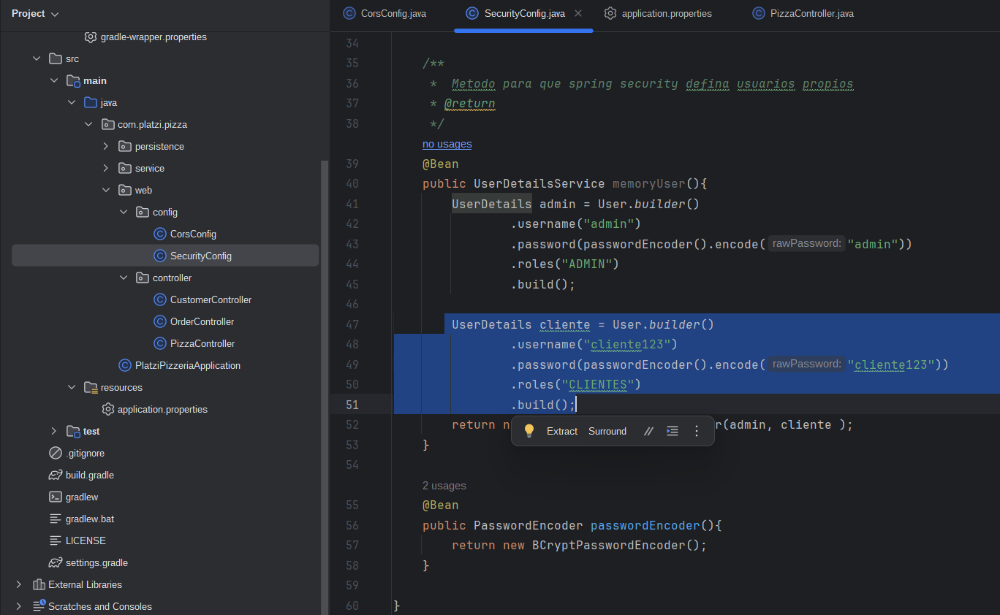 Project
gradle-wrapper.properties
src
main
java
com.platzi.pizza
persistence
service
web
config
CorsConfig
SecurityConfig
controller
CustomerController
OrderController
PizzaController
PlatziPizzeriaApplication
resources
application.properties
test
.gitignore
build.gradle
gradlew
gradlew.bat
LICENSE
settings.gradle
External Libraries
Scratches and Consoles
CorsConfig.java SecurityConfig.java application.properties PizzaController.java
34
35 /**
36 * Metodo para que spring security defina usuarios propios
37 * @return
38 */
no usages
39 @Bean
40 public UserDetailsService memoryUser(){
41 UserDetails admin = User.builder()
42 .username("admin")
43 .password(passwordEncoder().encode( rawPassword: "admin"))
44 .roles("ADMIN")
45 .build();
46
47 UserDetails cliente = User.builder()
48 .username("cliente123")
49 .password(passwordEncoder().encode( rawPassword: "cliente123"))
50 .roles("CLIENTES")
51 .build();
52 return n r(admin, cliente );
Extract Surround
53 }
54
2 usages
55 @Bean
56 public PasswordEncoder passwordEncoder(){
57 return new BCryptPasswordEncoder();
58 }
59
60 }